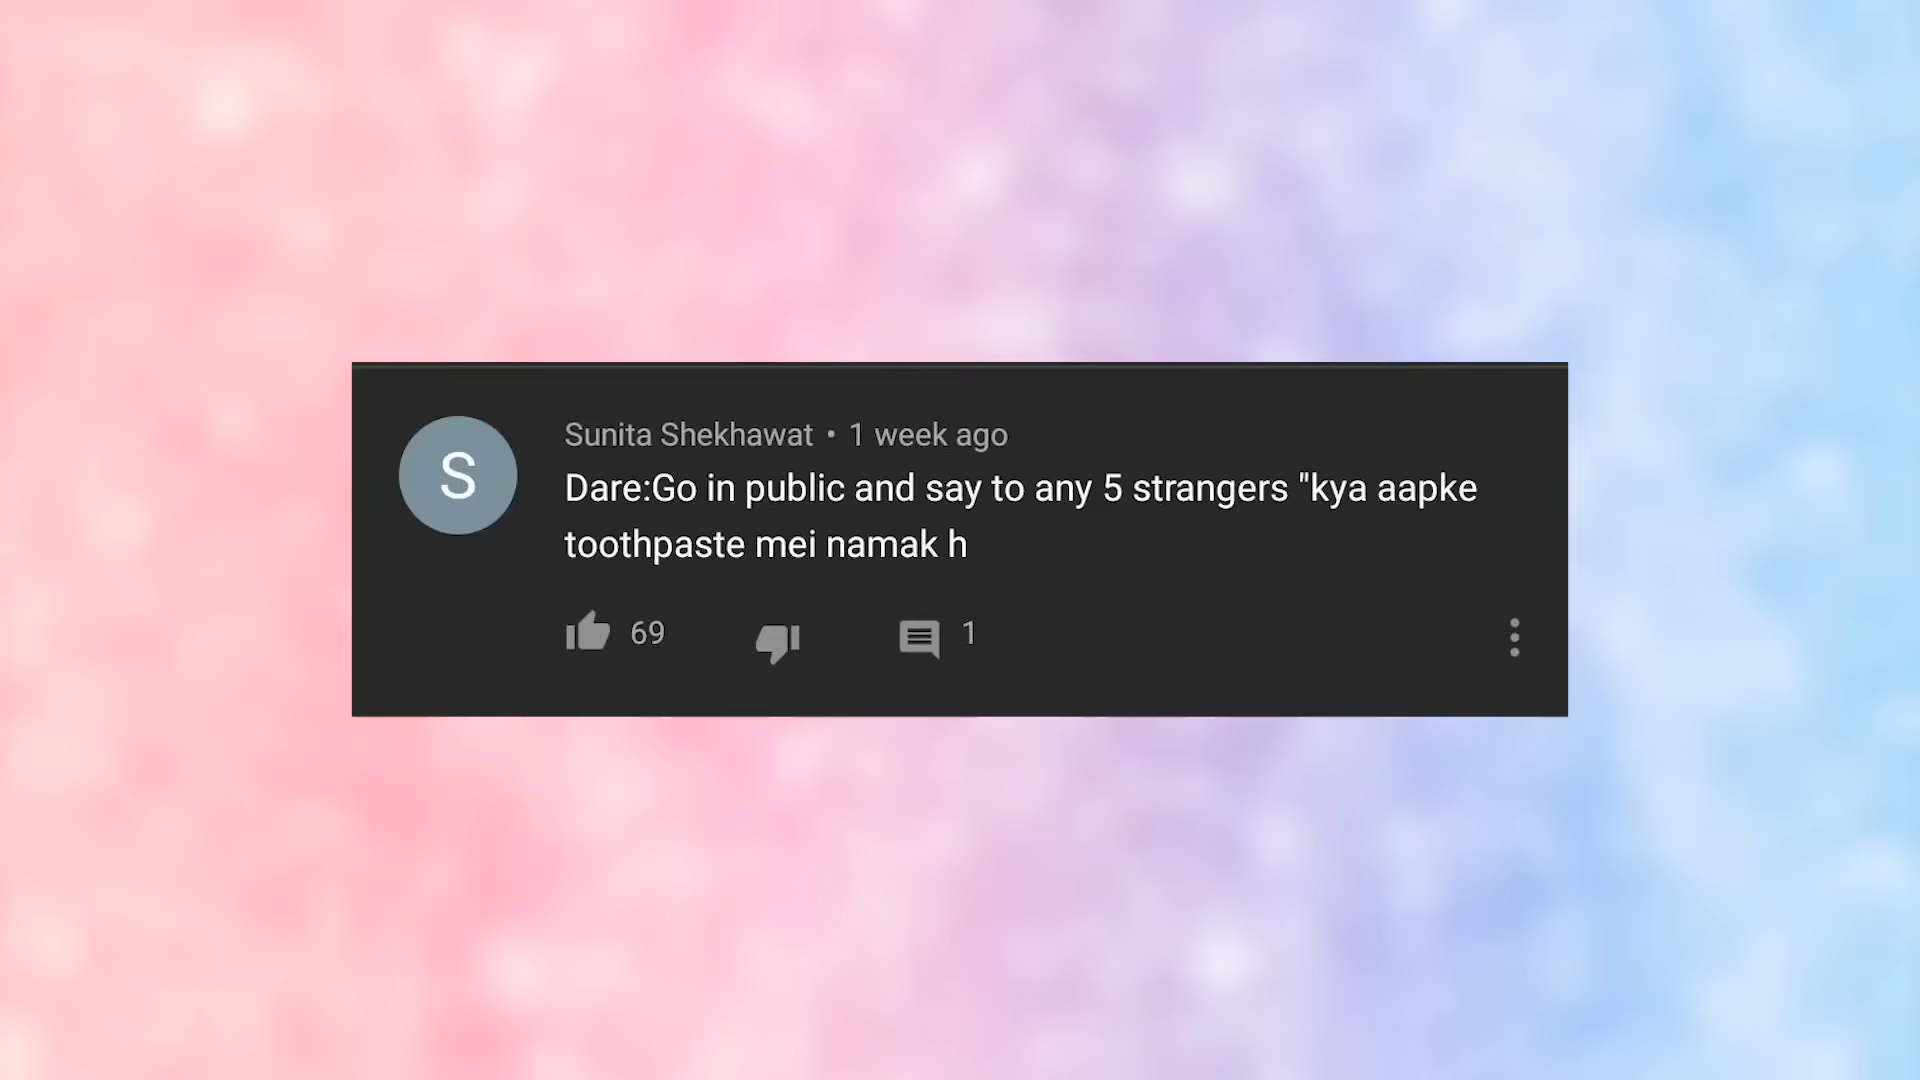 S
Sunita Shekhawat • 1 week ago
Dare:Go in public and say to any 5 strangers "kya aapke
toothpaste mei namak h
69
1